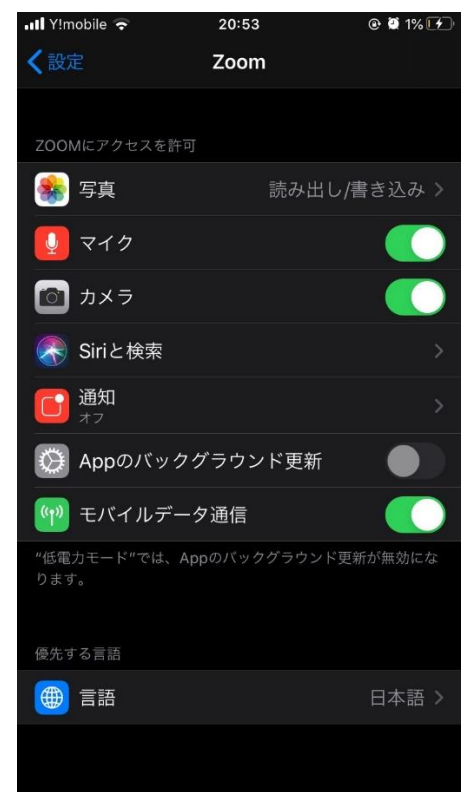 Y!mobile 20:53 1%
設定 Zoom
ZOOMにアクセスを許可
写真 読み出し/書き込み
マイク
カメラ
Siriと検索
通知
オフ
Appのバックグラウンド更新
モバイルデータ通信
"低電力モード"では、Appのバックグラウンド更新が無効にな
ります。
優先する言語
言語 日本語